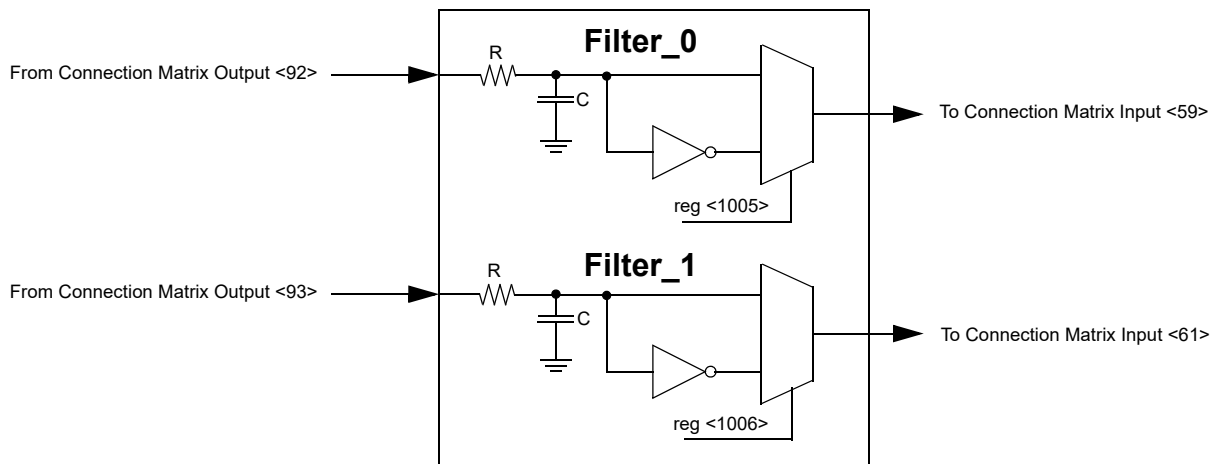 Filter_0
R
From Connection Matrix Output <92>
C
To Connection Matrix Input <59>
reg <1005>
Filter_1
R
From Connection Matrix Output <93>
C
To Connection Matrix Input <61>
reg <1006>